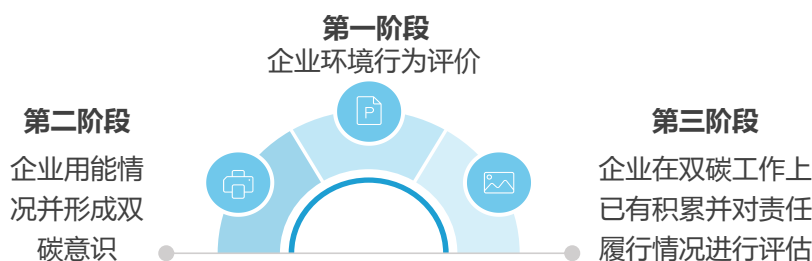 第一阶段
企业环境行为评价
P
第二阶段
企业用能情
况并形成双
碳意识
第三阶段
企业在双碳工作上
已有积累并对责任
履行情况进行评估